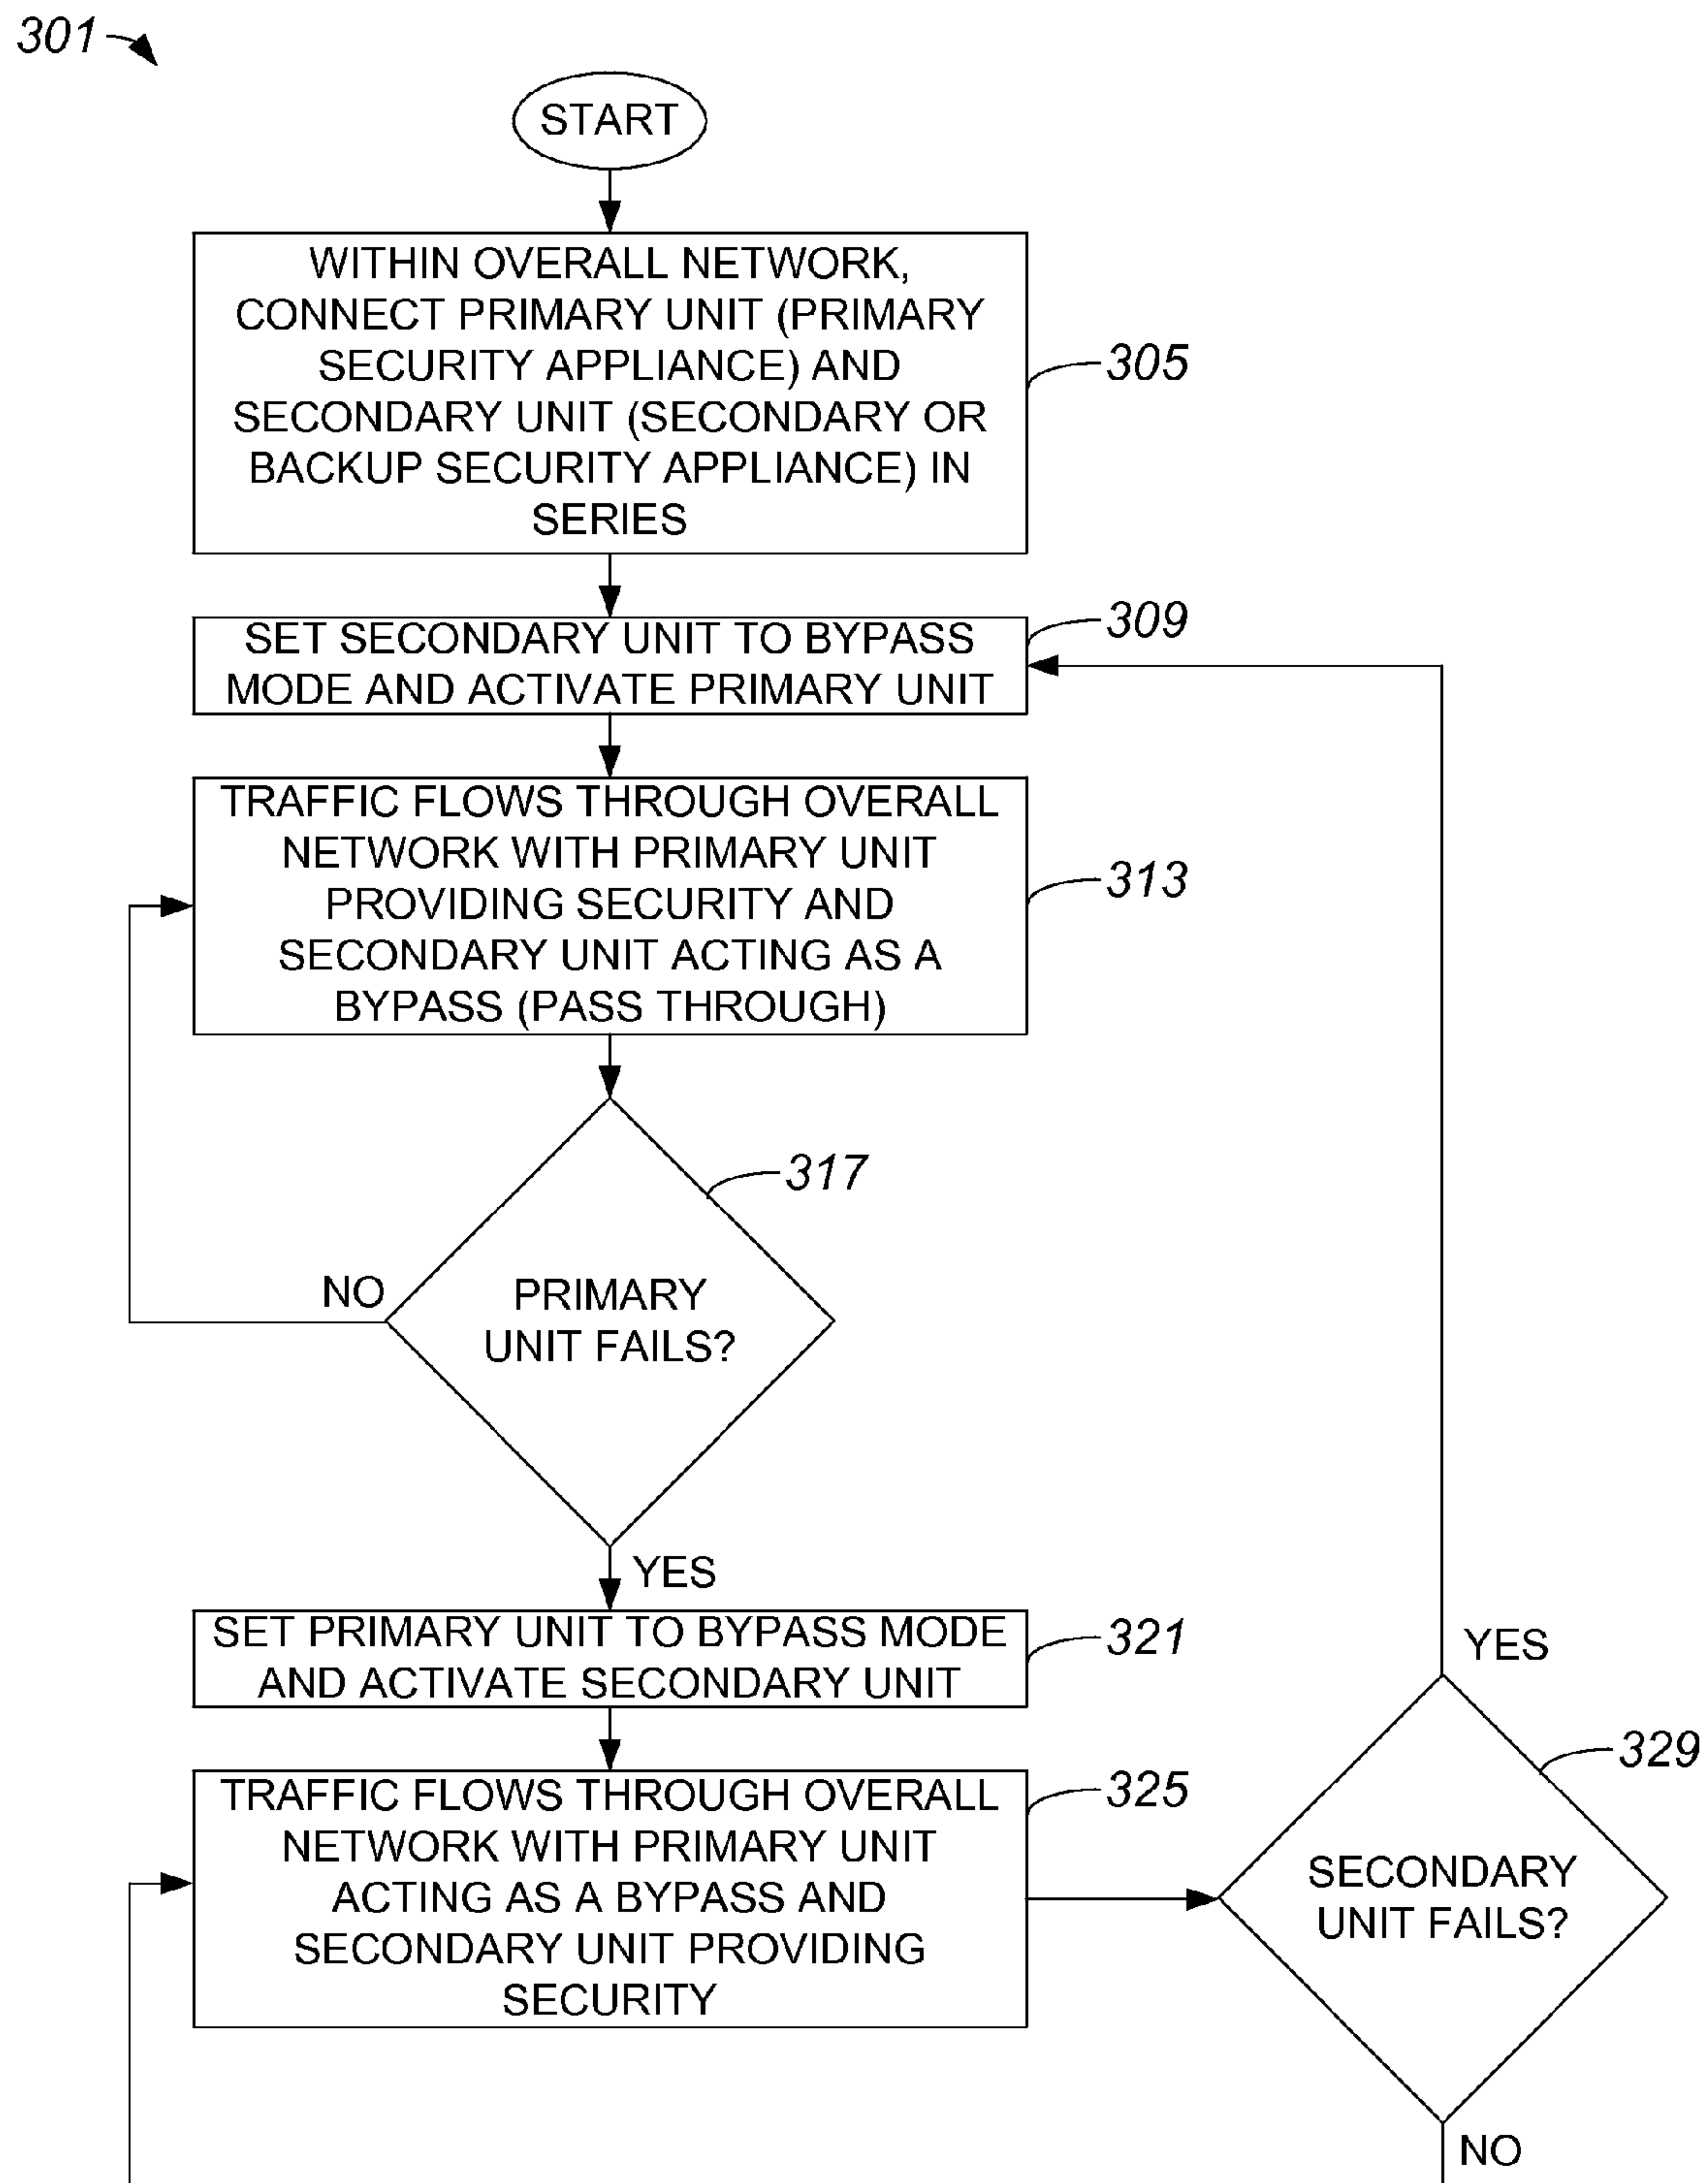 301
START
WITHIN OVERALL NETWORK,
CONNECT PRIMARY UNIT (PRIMARY
SECURITY APPLIANCE) AND
SECONDARY UNIT (SECONDARY OR
BACKUP SECURITY APPLIANCE) IN
SERIES
305
SET SECONDARY UNIT TO BYPASS
MODE AND ACTIVATE PRIMARY UNIT
309
TRAFFIC FLOWS THROUGH OVERALL
NETWORK WITH PRIMARY UNIT
PROVIDING SECURITY AND
SECONDARY UNIT ACTING AS A
BYPASS (PASS THROUGH)
313
317
NO
PRIMARY
UNIT FAILS?
YES
SET PRIMARY UNIT TO BYPASS MODE
AND ACTIVATE SECONDARY UNIT
321
TRAFFIC FLOWS THROUGH OVERALL
NETWORK WITH PRIMARY UNIT
ACTING AS A BYPASS AND
SECONDARY UNIT PROVIDING
SECURITY
325
YES
329
SECONDARY
UNIT FAILS?
NO